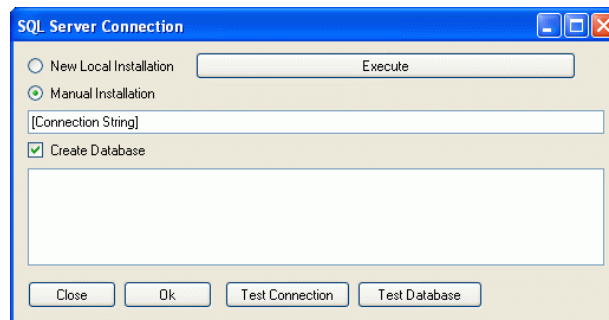 SQL Server Connection
New Local Installation Execute
Manual Installation
[Connection String]
Create Database
Close Ok Test Connection Test Database